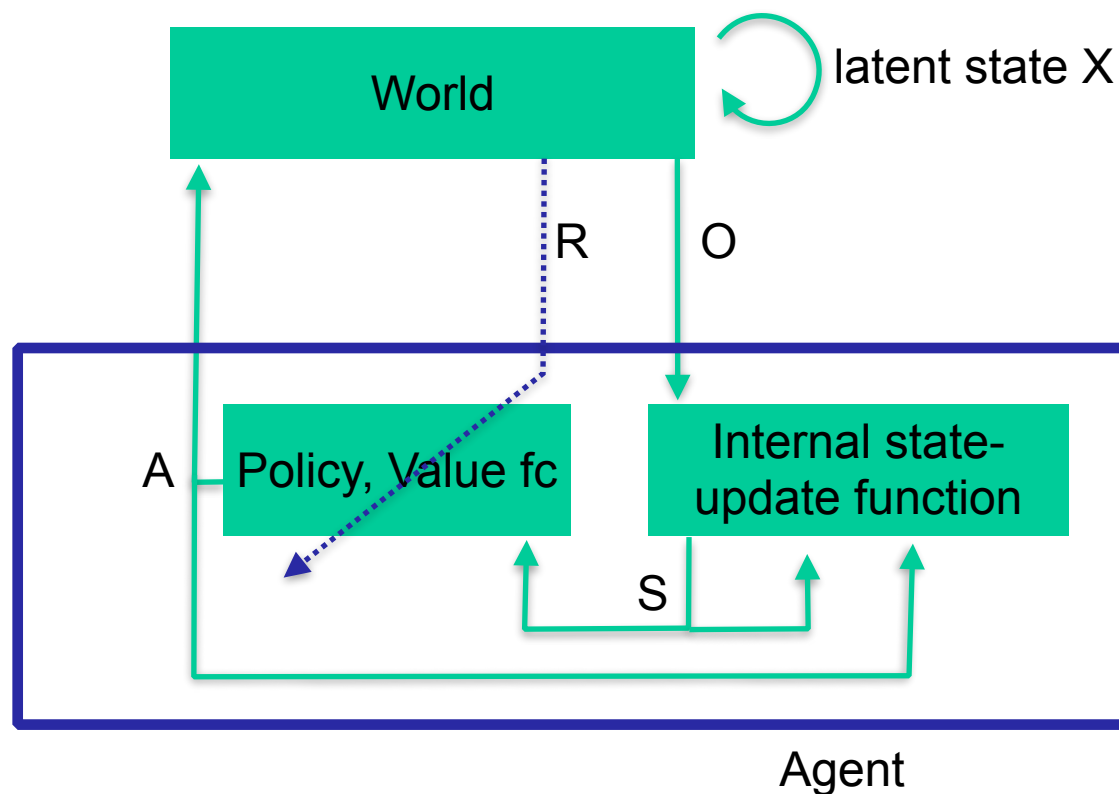 World
latent state X
R
O
A
Policy, Value fc
Internal state-
update function
S
Agent